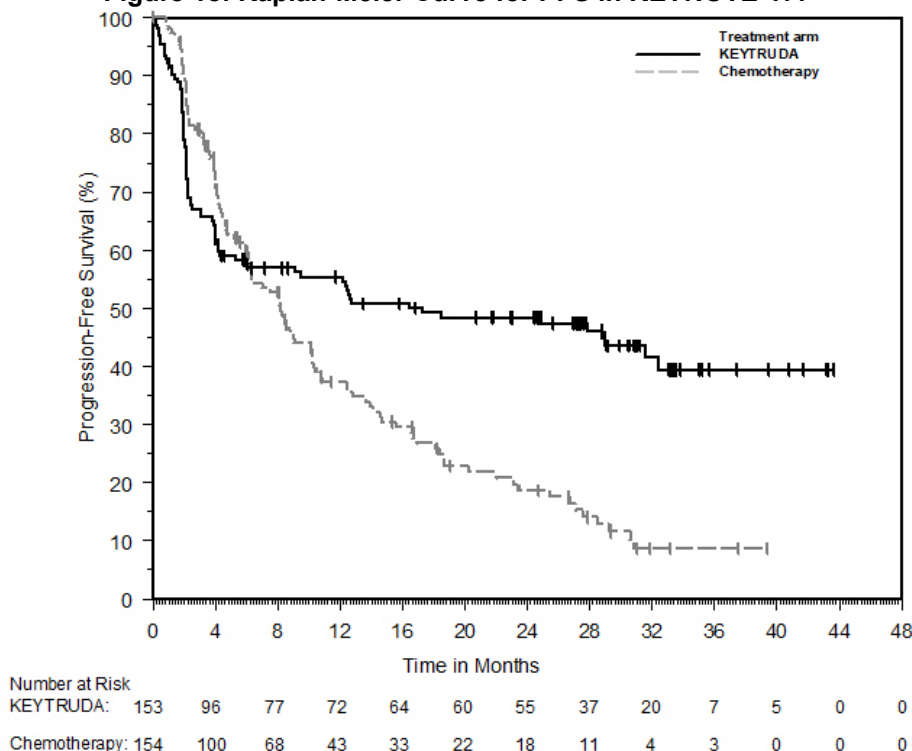 Figure Kaplan-Meier Curve for PFS in KEYNOTE-177
Treatment arm
KEYTRUDA
Chemotherapy
Progression-Free Survival (%)
100
90
80
70
60
50
40
30
20
10
0
0 4 8 12 16 20 24 28 32 36 40 44 48
Time in Months
Number at Risk
KEYTRUDA: 153 96 77 72 64 60 55 37 20 7 5 0 0
Chemotherapy: 154 100 68 43 33 22 18 11 4 3 0 0 0